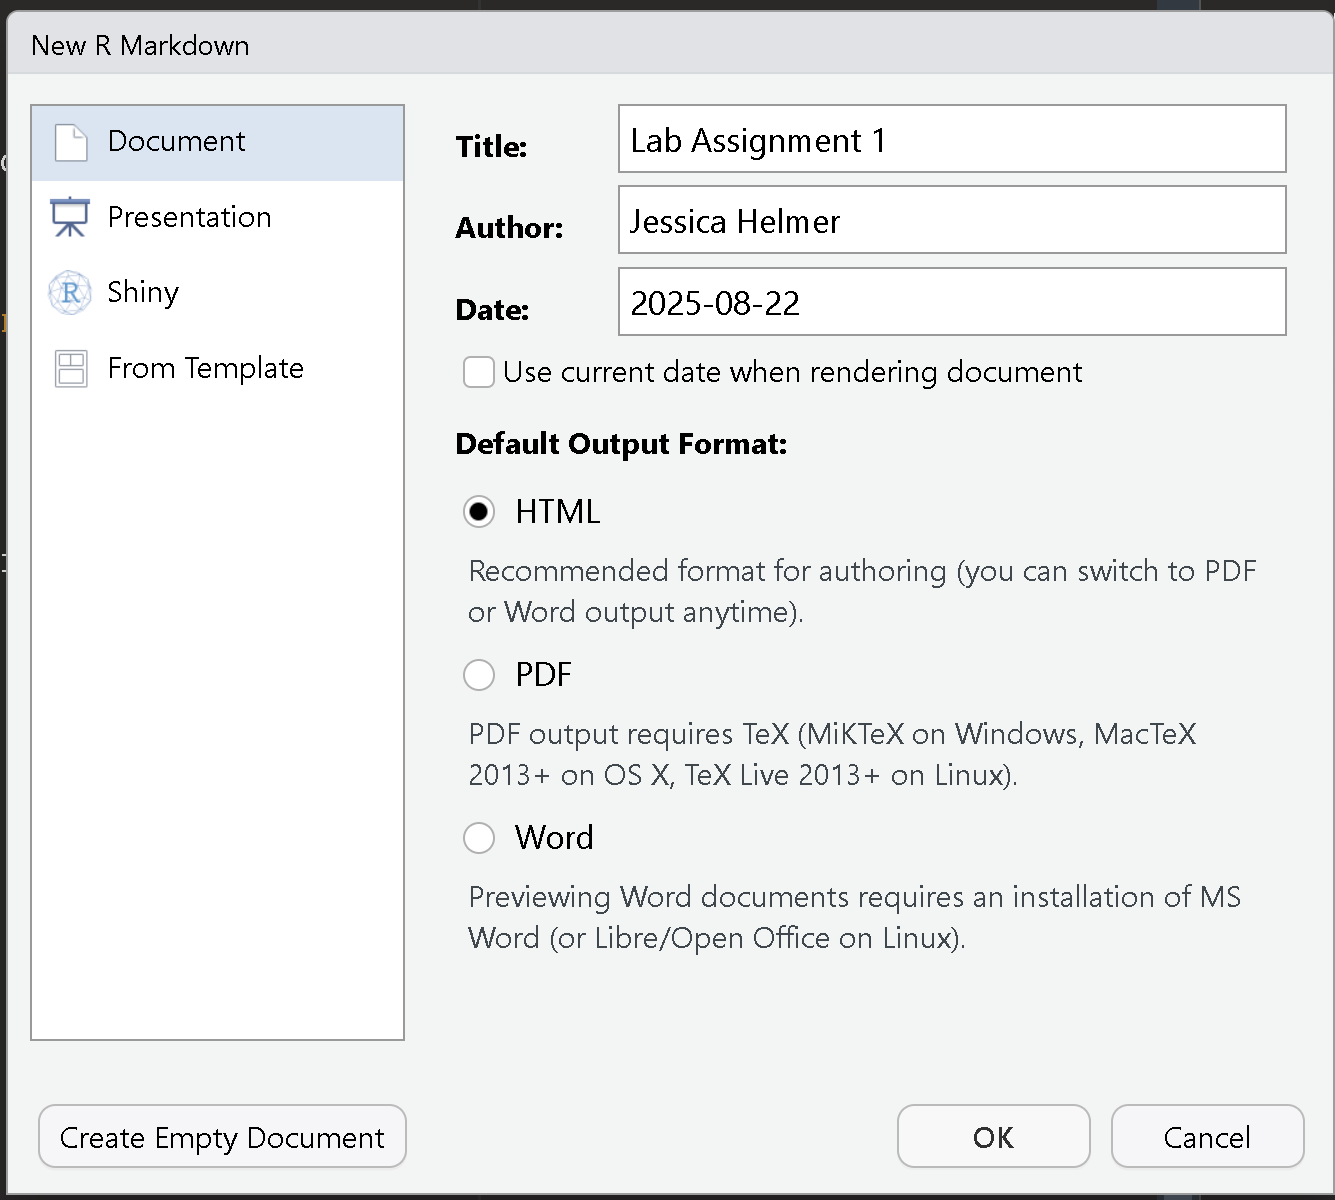 New R Markdown
Document
Presentation
Shiny
From Template
Title:
Lab Assignment 1
Author:
Jessica Helmer
Date:
2025-08-22
Use current date when rendering document
Default Output Format:
HTML
Recommended format for authoring (you can switch to PDF
or Word output anytime).
PDF
PDF output requires TeX (MiKTeX on Windows, MacTeX
2013+ on OS X, TeX Live 2013+ on Linux).
Word
Previewing Word documents requires an installation of MS
Word (or Libre/Open Office on Linux).
Create Empty Document
OK
Cancel